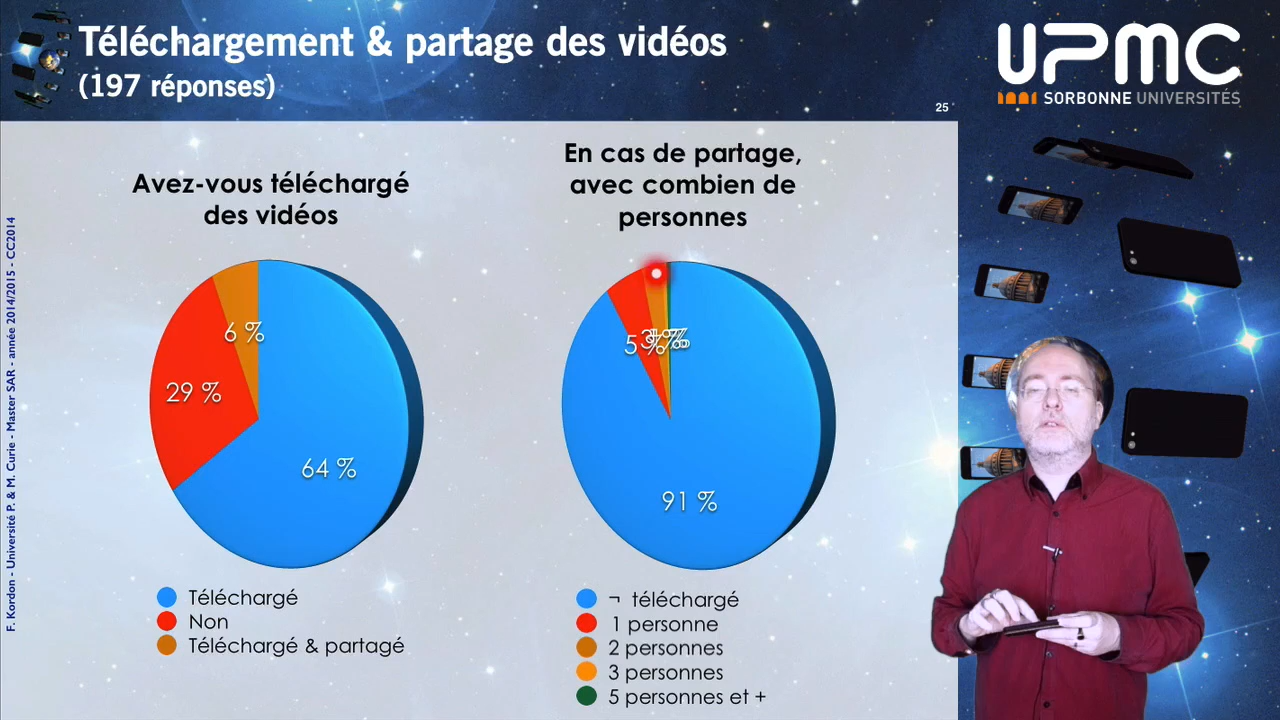 Téléchargement & partage des vidéos
(197 réponses)
25
UPMC
SORBONNE UNIVERSITÉS
F. Kordon - Université P. & M. Curie - Master SAR - année 2014/2015 - CC2014
Avez-vous téléchargé
des vidéos
6 %
29 %
64 %
Téléchargé
Non
Téléchargé & partagé
En cas de partage,
avec combien de
personnes
5 %
91 %
¬ téléchargé
1 personne
2 personnes
3 personnes
5 personnes et +